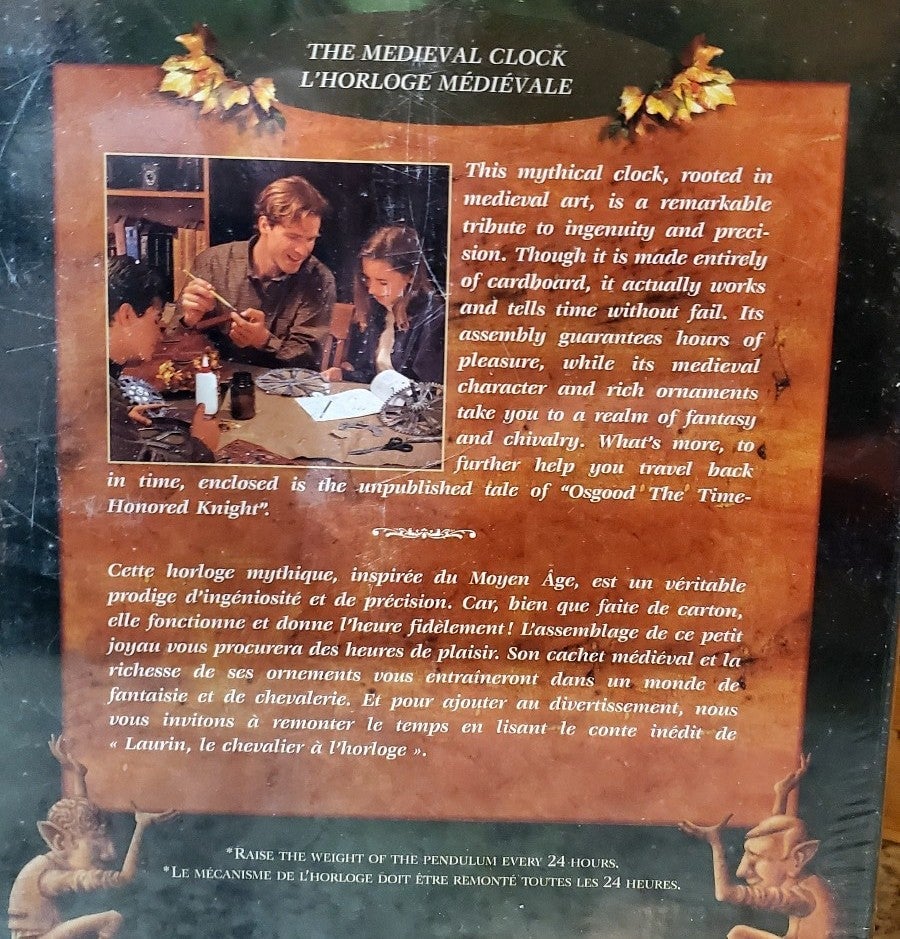 THE MEDIEVAL CLOCK
L'HORLOGE MÉDIÉVALE
This mythical clock, rooted in
medieval art, is a remarkable
tribute to ingenuity and preci-
sion. Though it is made entirely
of cardboard, it actually works
and tells time without fail. Its
assembly guarantees hours of
pleasure, while its medieval
character and rich ornaments
take you to a realm of fantasy
and chivalry. What's more, to
further help you travel back
in time, enclosed is the unpublished tale of "Osgood The Time-
Honored Knight".
Cette horloge mythique, inspirée du Moyen Âge, est un véritable
prodige d'ingéniosité et de précision. Car, bien que faite de carton,
elle fonctionne et donne l'heure fidèlement! L'assemblage de ce petit
joyau vous procurera des heures de plaisir. Son cachet médiéval et la
richesse de ses ornements vous entraîneront dans un monde de
fantaisie et de chevalerie. Et pour ajouter au divertissement, nous
vous invitons à remonter le temps en lisant le conte inédit de
« Laurin, le chevalier à l'horloge ».
*RAISE THE WEIGHT OF THE PENDULUM EVERY 24 HOURS.
*LE MÉCANISME DE L'HORLOGE DOIT ÊTRE REMONTÉ TOUTES LES 24 HEURES.